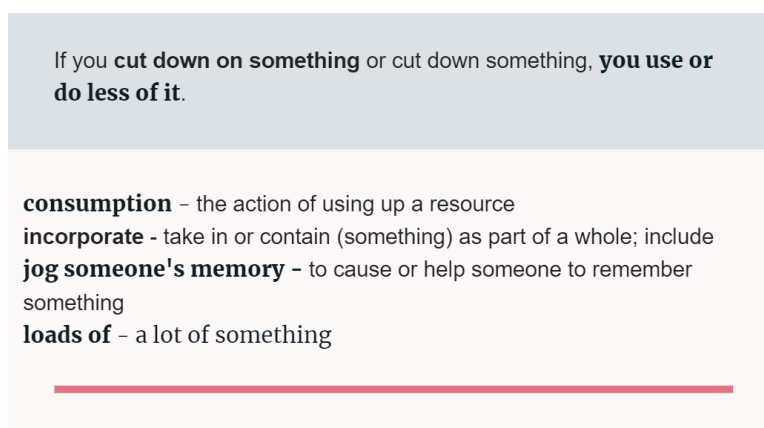 If you cut down on something or cut down something, you use or
do less of it.
consumption – the action of using up a resource
incorporate - take in or contain (something) as part of a whole; include
jog someone's memory – to cause or help someone to remember
something
loads of – a lot of something